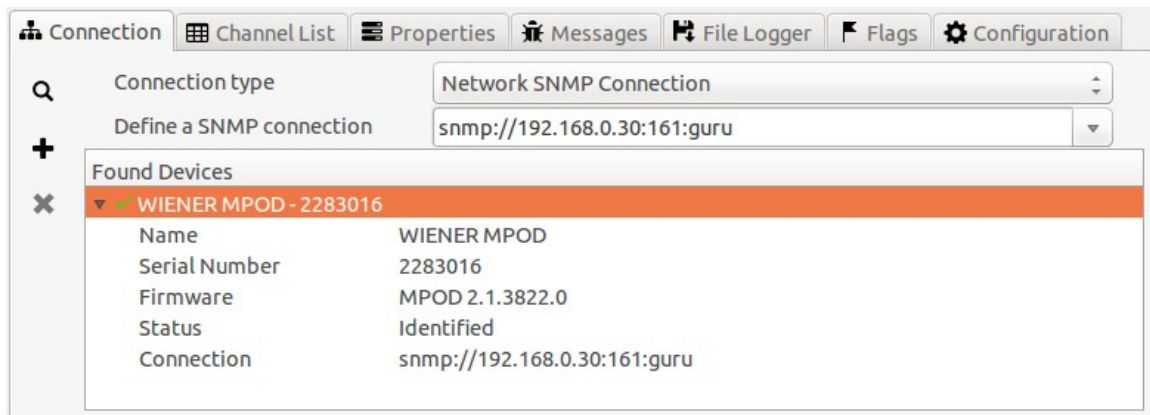 Connection Channel List Properties Messages File Logger Flags Configuration
Connection type Network SNMP Connection
Define a SNMP connection snmp://192.168.0.30:161:guru
Found Devices
WIENER MPOD - 2283016
Name WIENER MPOD
Serial Number 2283016
Firmware MPOD 2.1.3822.0
Status Identified
Connection snmp://192.168.0.30:161:guru